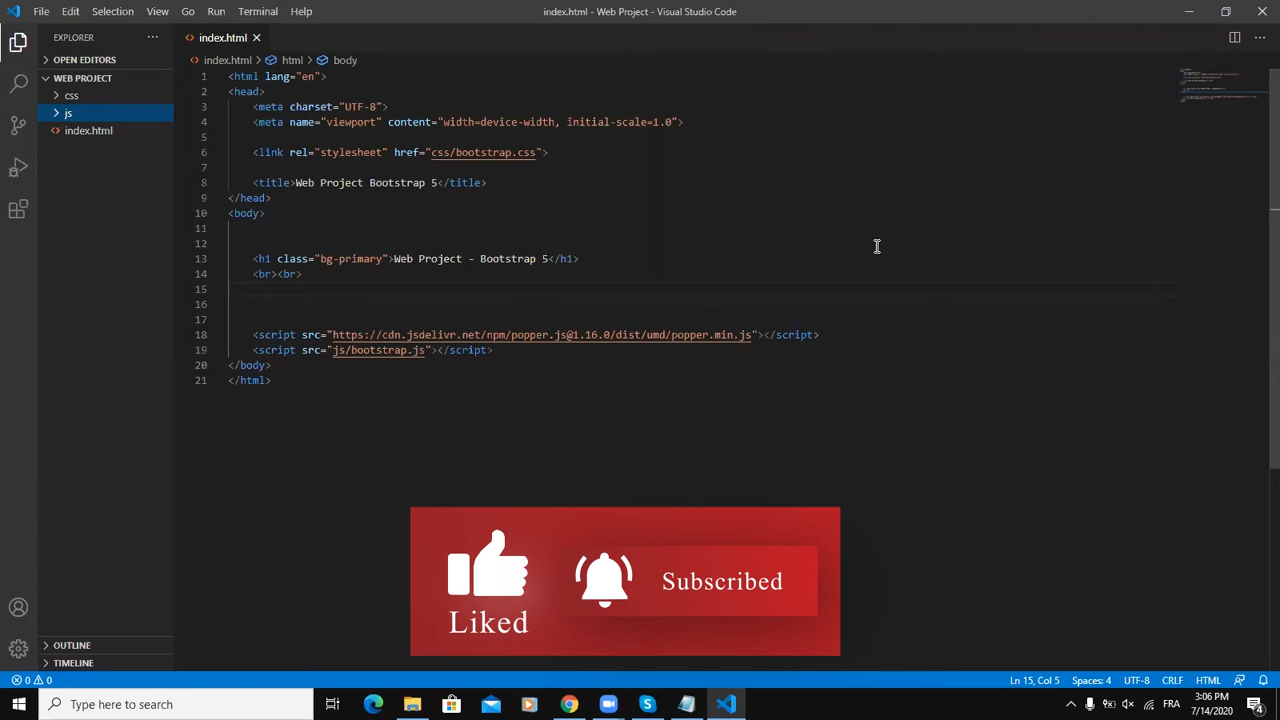 File Edit Selection View Go Run Terminal Help
index.html - Web Project - Visual Studio Code
EXPLORER
index.html
OPEN EDITORS
index.html > html > body
WEB PROJECT
css
js
index.html
1 <html lang="en">
2 <head>
3 <meta charset="UTF-8">
4 <meta name="viewport" content="width=device-width, initial-scale=1.0">
5
6 <link rel="stylesheet" href="css/bootstrap.css">
7
8 <title>Web Project Bootstrap 5</title>
9 </head>
10 <body>
11
12
13 <h1 class="bg-primary">Web Project - Bootstrap 5</h1>
14 <br><br>
15
16
17
18 <script src="https://cdn.jsdelivr.net/npm/popper.js@1.16.0/dist/umd/popper.min.js"></script>
19 <script src="js/bootstrap.js"></script>
20 </body>
21 </html>
Liked
Subscribed
OUTLINE
TIMELINE
0 0
Ln 15, Col 5 Spaces: 4 UTF-8 CRLF HTML
Type here to search
FRA
3:06 PM
7/14/2020
4